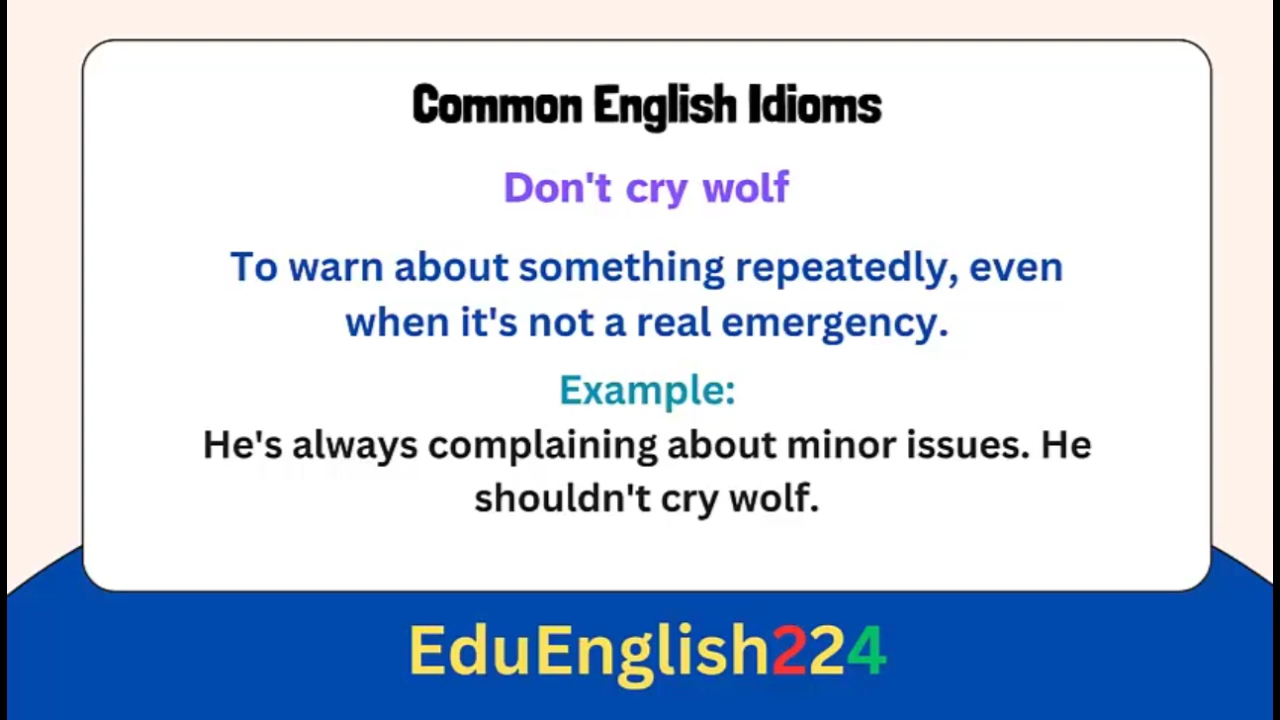 Common English Idioms
Don't cry wolf
To warn about something repeatedly, even
when it's not a real emergency.
Example:
He's always complaining about minor issues. He
shouldn't cry wolf.
EduEnglish224